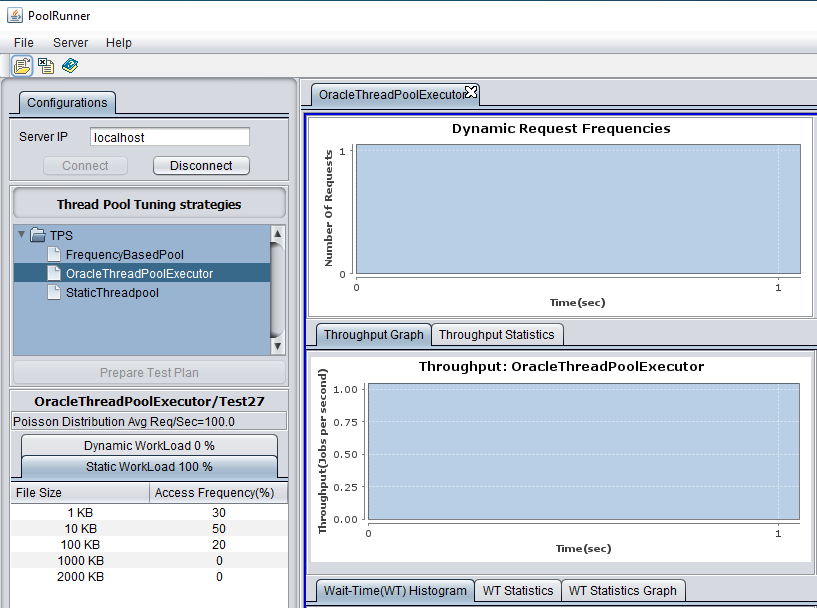 PoolRunner
File Server Help
Configurations
Server IP localhost
Connect Disconnect
Thread Pool Tuning strategies
TPS
FrequencyBasedPool
OracleThreadPoolExecutor
StaticThreadpool
Prepare Test Plan
OracleThreadPoolExecutor/Test27
Poisson Distribution Avg Req/Sec=100.0
Dynamic WorkLoad 0 %
Static WorkLoad 100 %
File Size Access Frequency(%)
1 KB 30
10 KB 50
100 KB 20
1000 KB 0
2000 KB 0
OracleThreadPoolExecutor
Dynamic Request Frequencies
Number Of Requests
1
0
0 1
Time(sec)
Throughput Graph Throughput Statistics
Throughput: OracleThreadPoolExecutor
Throughput(Jobs per second)
1.00
0.75
0.50
0.25
0.00
0 1
Time(sec)
Wait-Time(WT) Histogram WT Statistics WT Statistics Graph